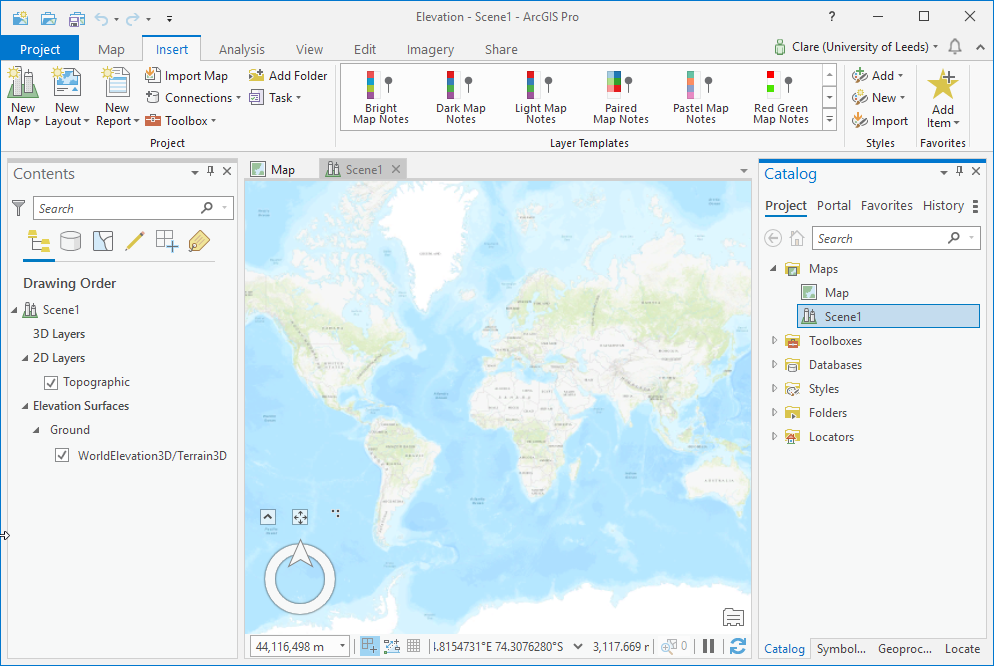 Elevation - Scene1 - ArcGIS Pro
?
Project Map Insert Analysis View Edit Imagery Share
Clare (University of Leeds)
New Map
New Layout
New Report
Import Map
Connections
Toolbox
Add Folder
Task
Project
Bright Map Notes
Dark Map Notes
Light Map Notes
Paired Map Notes
Pastel Map Notes
Red Green Map Notes
Layer Templates
Add
New
Import
Styles
Add Item
Favorites
Contents
Search
Drawing Order
Scene1
3D Layers
2D Layers
Topographic
Elevation Surfaces
Ground
WorldElevation3D/Terrain3D
Map
Scene1
44,116,498 m
.8154731°E 74.3076280°S
3,117.669
0
Catalog
Project Portal Favorites History
Search
Maps
Map
Scene1
Toolboxes
Databases
Styles
Folders
Locators
Catalog Symbol... Geoproc... Locate